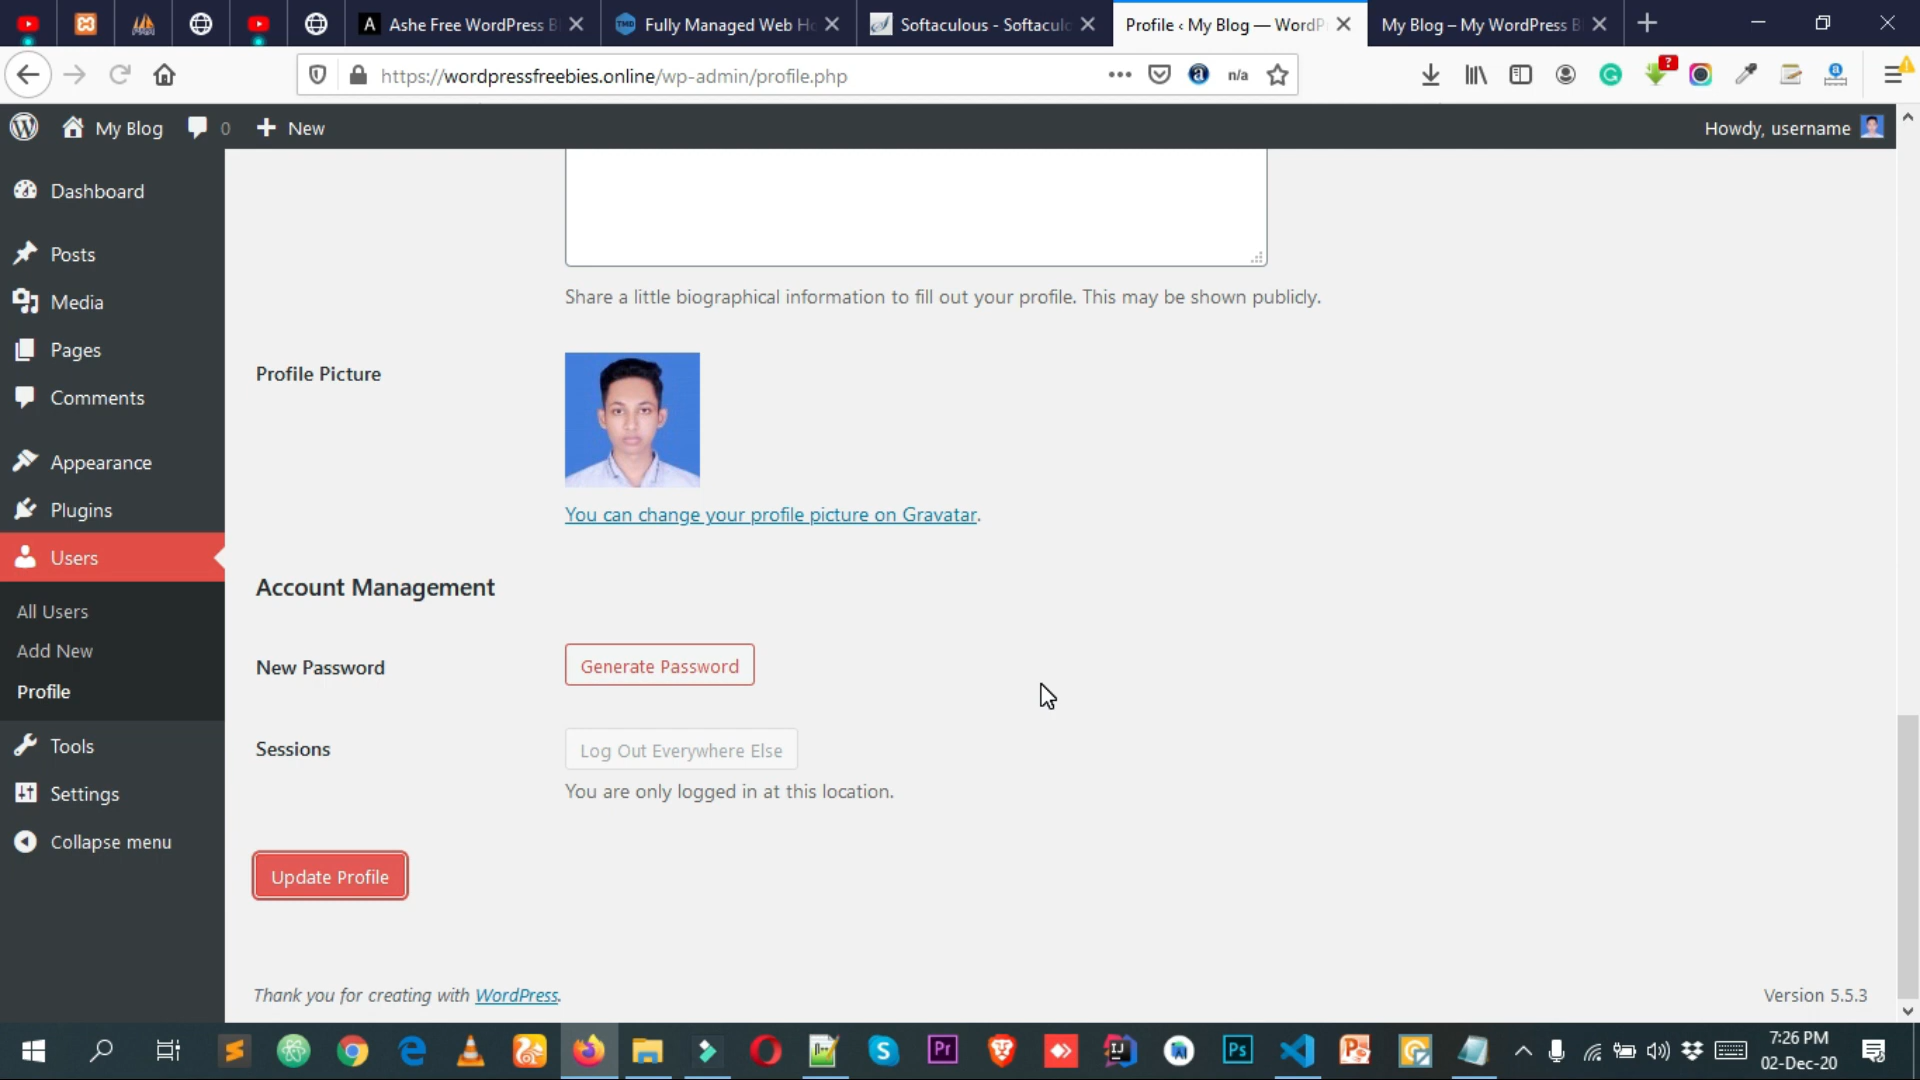 Ashe Free WordPress B
Fully Managed Web Ho
Softaculous - Softaculo
Profile ‹ My Blog — WordP
My Blog – My WordPress B
https://wordpressfreebies.online/wp-admin/profile.php
n/a
My Blog
0
New
Howdy, username
Dashboard
Posts
Media
Pages
Comments
Appearance
Plugins
Users
All Users
Add New
Profile
Tools
Settings
Collapse menu
Share a little biographical information to fill out your profile. This may be shown publicly.
Profile Picture
You can change your profile picture on Gravatar.
Account Management
New Password
Generate Password
Sessions
Log Out Everywhere Else
You are only logged in at this location.
Update Profile
Thank you for creating with WordPress.
Version 5.5.3
Pr
Ps
7:26 PM
02-Dec-20